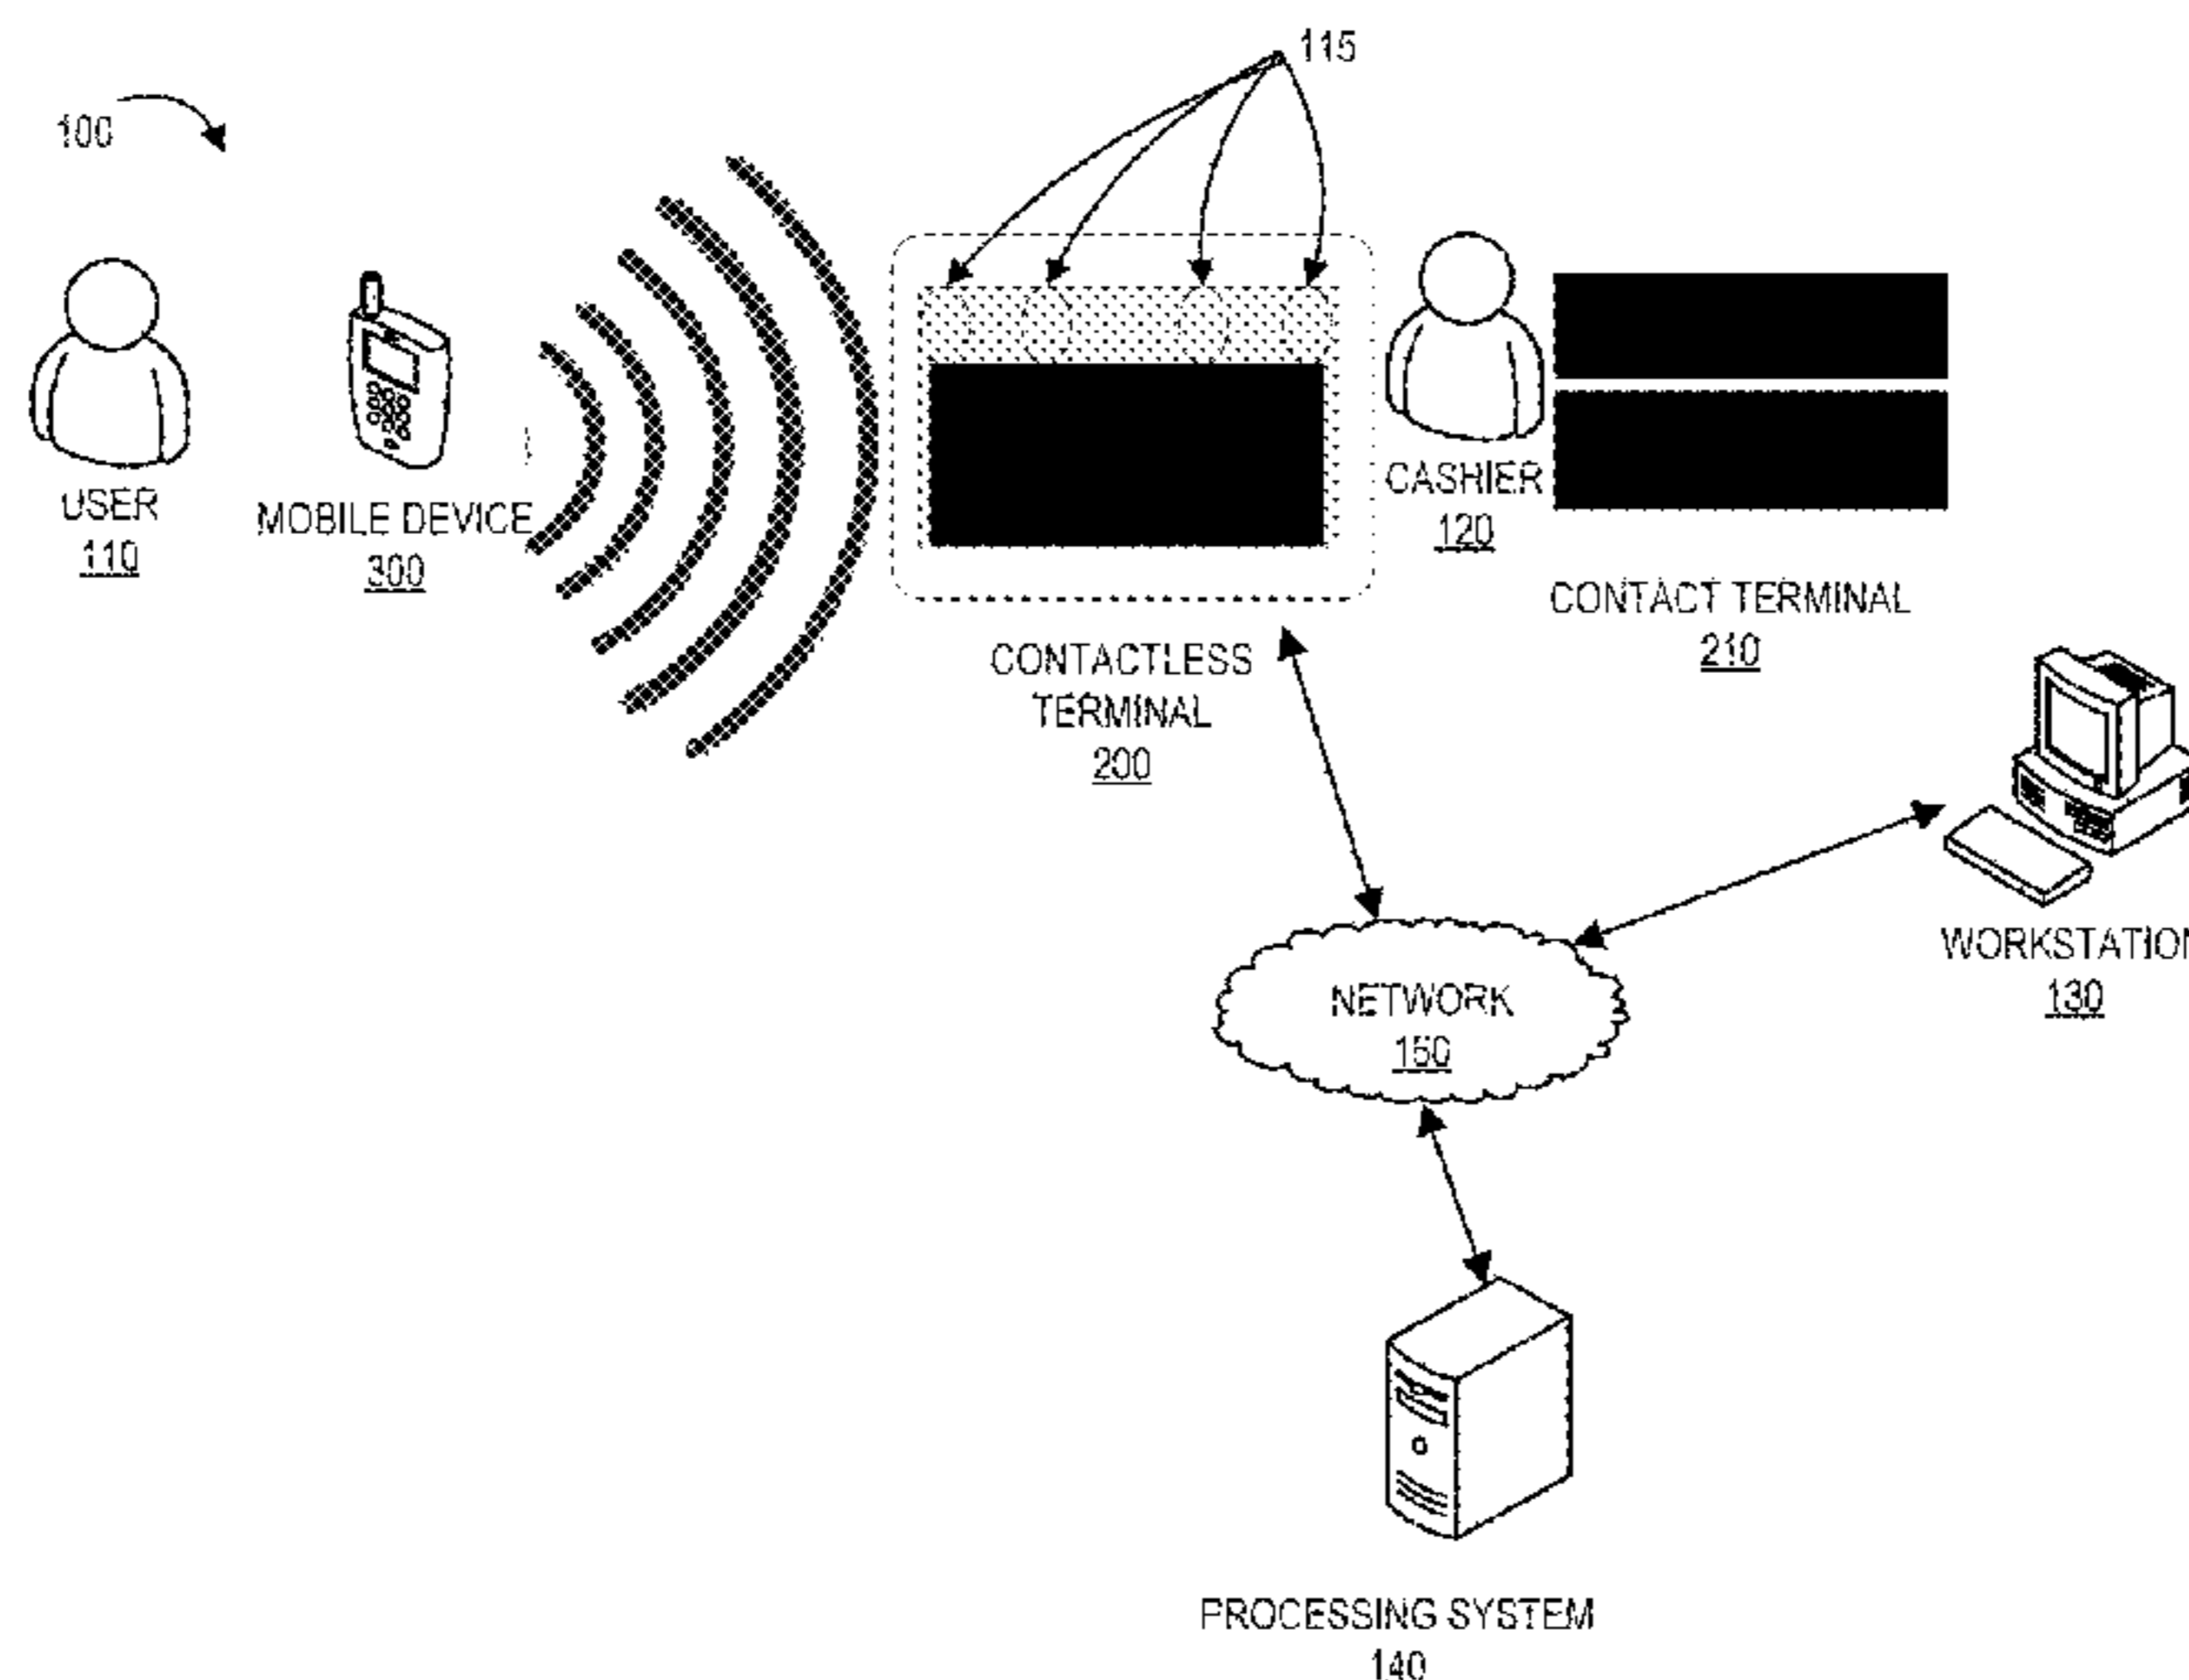 115
100
USER
110
MOBILE DEVICE
300
CASHIER
120
CONTACT TERMINAL
210
CONTACTLESS
TERMINAL
200
WORKSTATION
130
NETWORK
150
PROCESSING SYSTEM
140